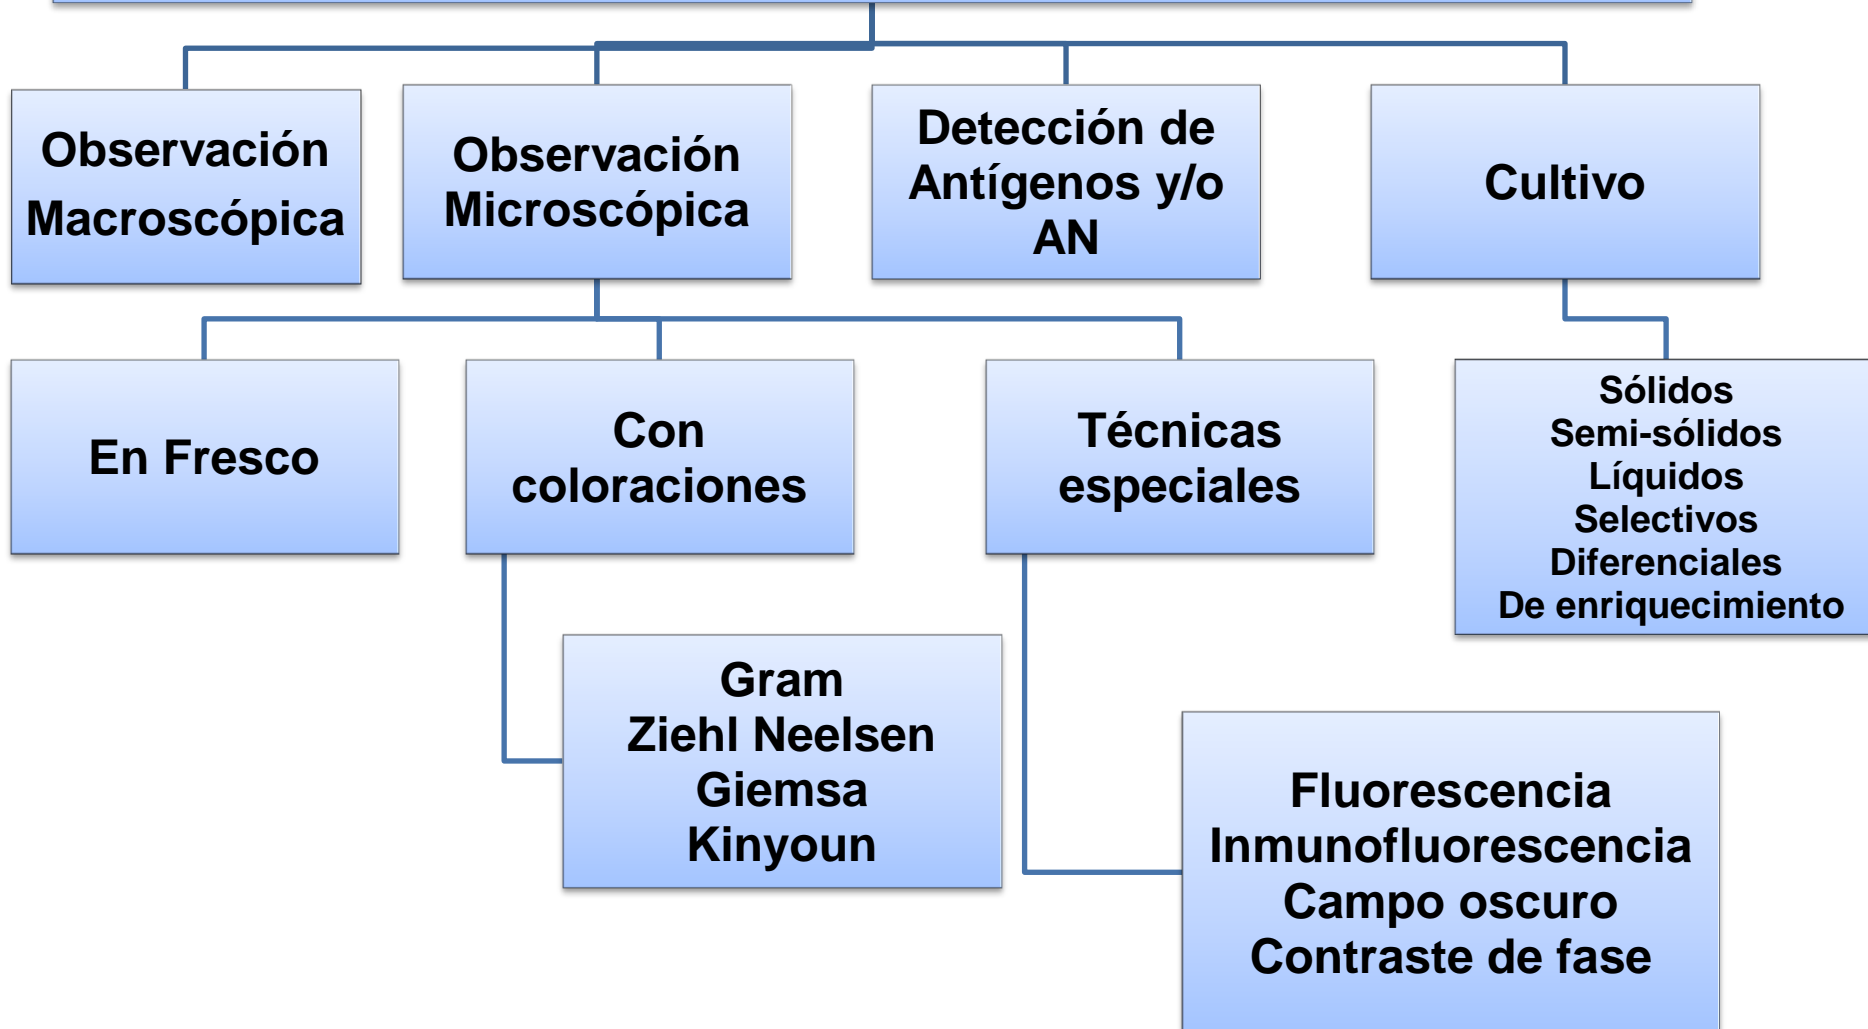 Observación
Macroscópica
Observación
Microscópica
Detección de
Antígenos y/o
AN
Cultivo
En Fresco
Con
coloraciones
Técnicas
especiales
Sólidos
Semi-sólidos
Líquidos
Selectivos
Diferenciales
De enriquecimiento
Gram
Ziehl Neelsen
Giemsa
Kinyoun
Fluorescencia
Inmunofluorescencia
Campo oscuro
Contraste de fase